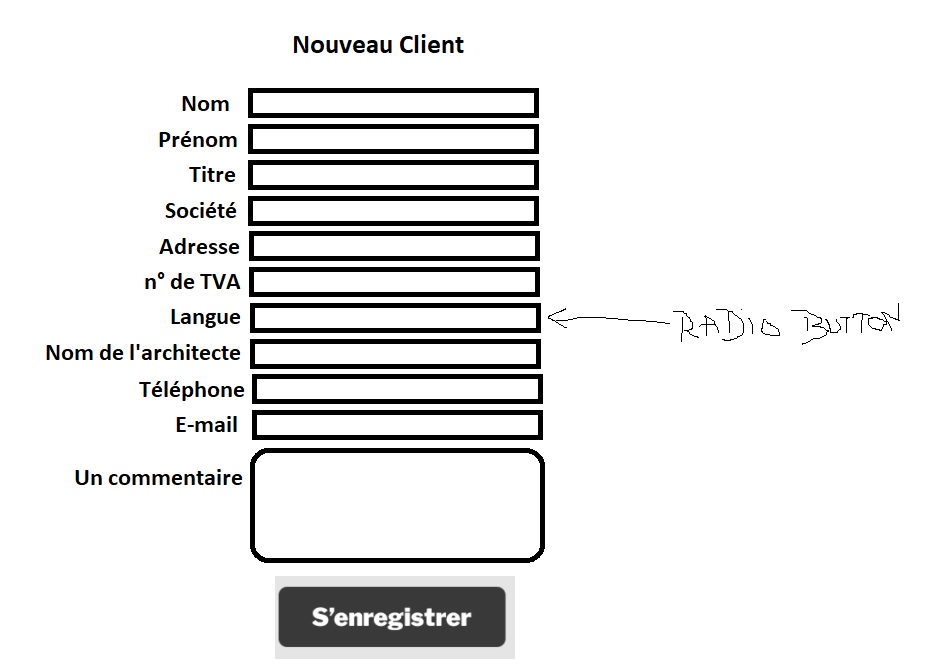 Nouveau Client
Nom
Prénom
Titre
Société
Adresse
n° de TVA
Langue
RADIO BUTTON
Nom de l'architecte
Téléphone
E-mail
Un commentaire
S’enregistrer